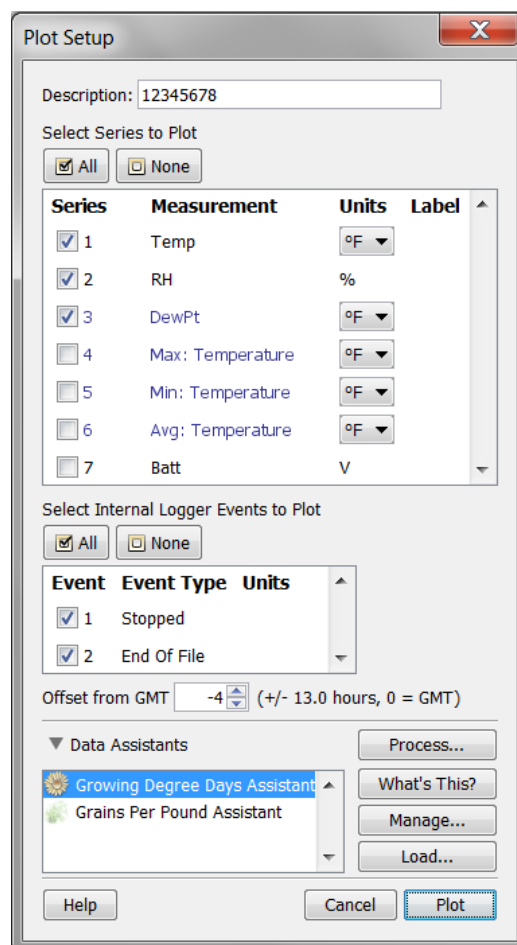 Plot Setup
X
Description: 12345678
Select Series to Plot
All None
Series Measurement Units Label
1 Temp °F
2 RH %
3 DewPt °F
4 Max: Temperature °F
5 Min: Temperature °F
6 Avg: Temperature °F
7 Batt V
Select Internal Logger Events to Plot
All None
Event Event Type Units
1 Stopped
2 End Of File
Offset from GMT -4 (+/- 13.0 hours, 0 = GMT)
Data Assistants Process...
Growing Degree Days Assistant What's This?
Grains Per Pound Assistant Manage...
Load...
Help Cancel Plot